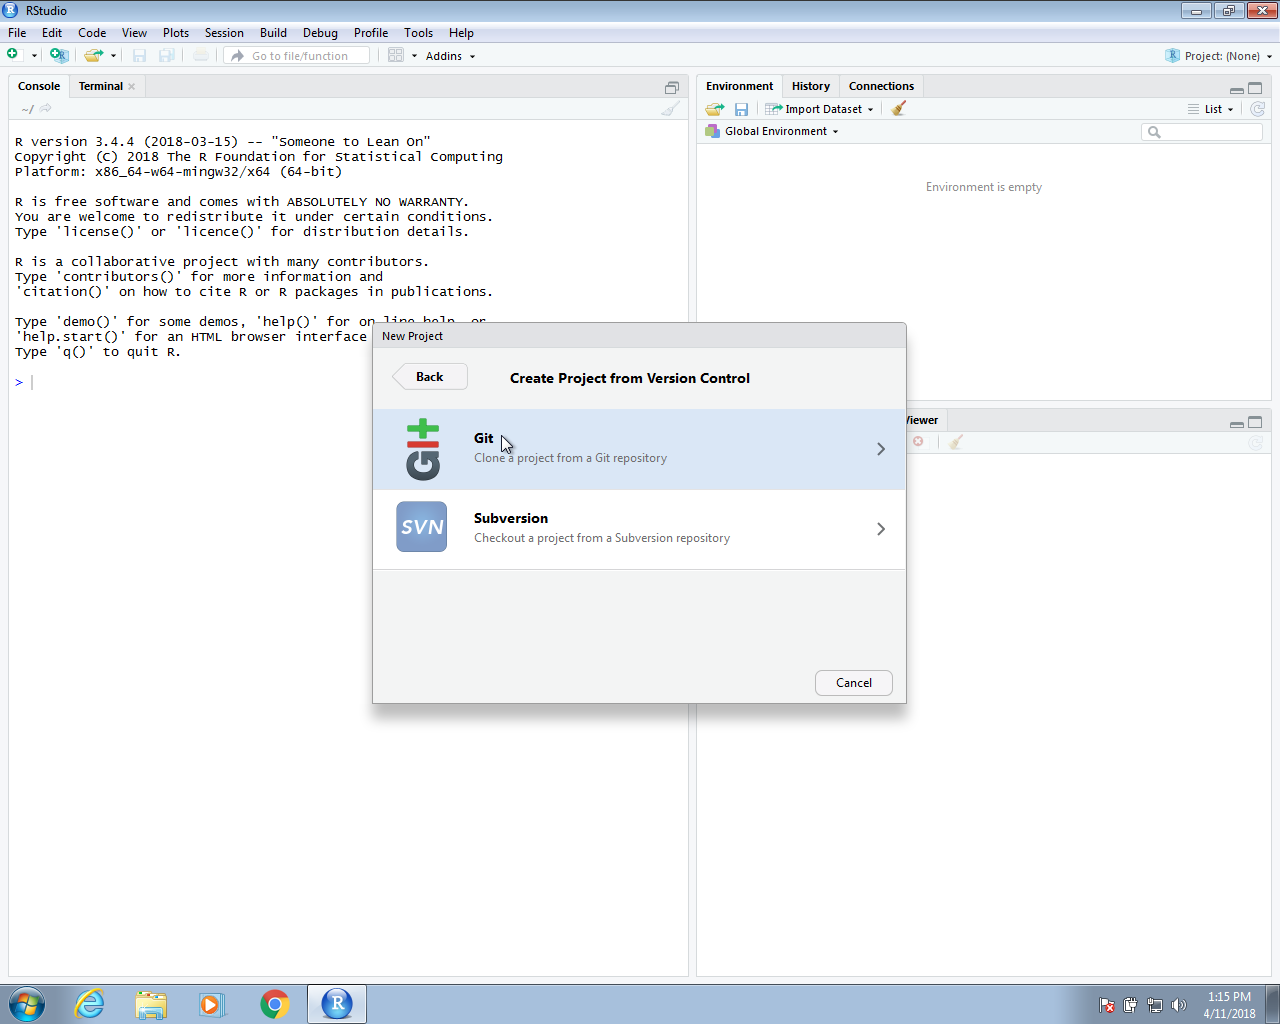 RStudio
File Edit Code View Plots Session Build Debug Profile Tools Help
Go to file/function Addins Project: (None)
Console Terminal
~/
R version 3.4.4 (2018-03-15) -- "Someone to Lean On"
Copyright (C) 2018 The R Foundation for Statistical Computing
Platform: x86_64-w64-mingw32/x64 (64-bit)
R is free software and comes with ABSOLUTELY NO WARRANTY.
You are welcome to redistribute it under certain conditions.
Type 'license()' or 'licence()' for distribution details.
R is a collaborative project with many contributors.
Type 'contributors()' for more information and
'citation()' on how to cite R or R packages in publications.
Type 'demo()' for some demos, 'help()' for on-line help, or
'help.start()' for an HTML browser interface
Type 'q()' to quit R.
>
Environment History Connections
Import Dataset List
Global Environment
Environment is empty
Viewer
New Project
Back Create Project from Version Control
git
Git
Clone a project from a Git repository
SVN
Subversion
Checkout a project from a Subversion repository
Cancel
R
1:15 PM
4/11/2018